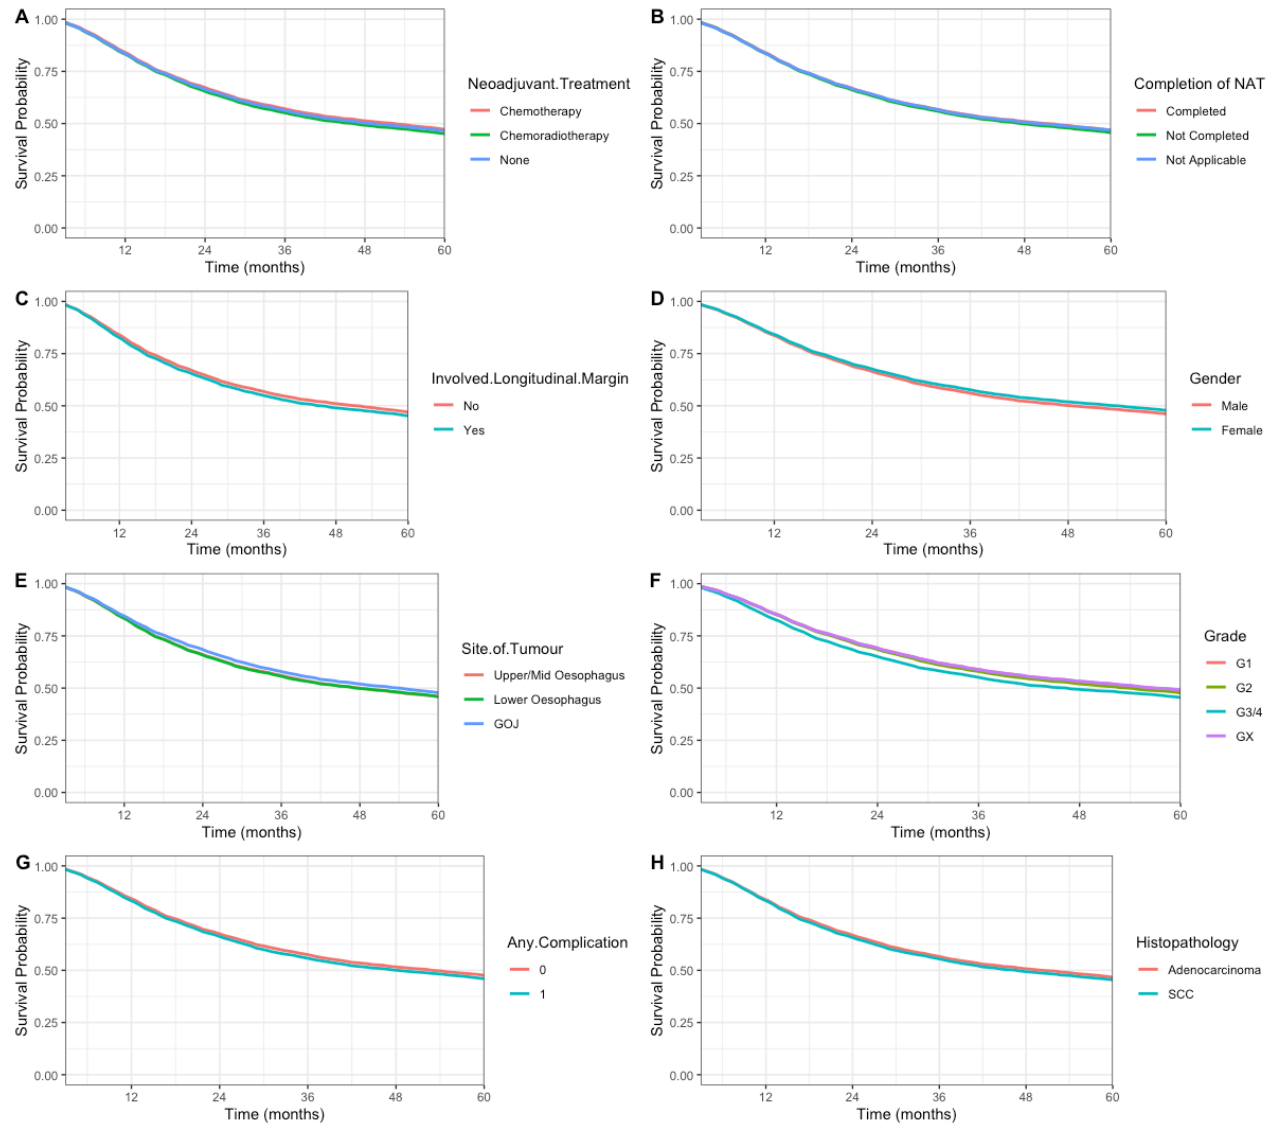 A
1.00
0.75
0.50
0.25
0.00
Survival Probability
12 24 36 48 60
Time (months)
Neoadjuvant.Treatment
Chemotherapy
Chemoradiotherapy
None
B
1.00
0.75
0.50
0.25
0.00
Survival Probability
12 24 36 48 60
Time (months)
Completion of NAT
Completed
Not Completed
Not Applicable
C
1.00
0.75
0.50
0.25
0.00
Survival Probability
12 24 36 48 60
Time (months)
Involved.Longitudinal.Margin
No
Yes
D
1.00
0.75
0.50
0.25
0.00
Survival Probability
12 24 36 48 60
Time (months)
Gender
Male
Female
E
1.00
0.75
0.50
0.25
0.00
Survival Probability
12 24 36 48 60
Time (months)
Site.of.Tumour
Upper/Mid Oesophagus
Lower Oesophagus
GOJ
F
1.00
0.75
0.50
0.25
0.00
Survival Probability
12 24 36 48 60
Time (months)
Grade
G1
G2
G3/4
GX
G
1.00
0.75
0.50
0.25
0.00
Survival Probability
12 24 36 48 60
Time (months)
Any.Complication
0
1
H
1.00
0.75
0.50
0.25
0.00
Survival Probability
12 24 36 48 60
Time (months)
Histopathology
Adenocarcinoma
SCC